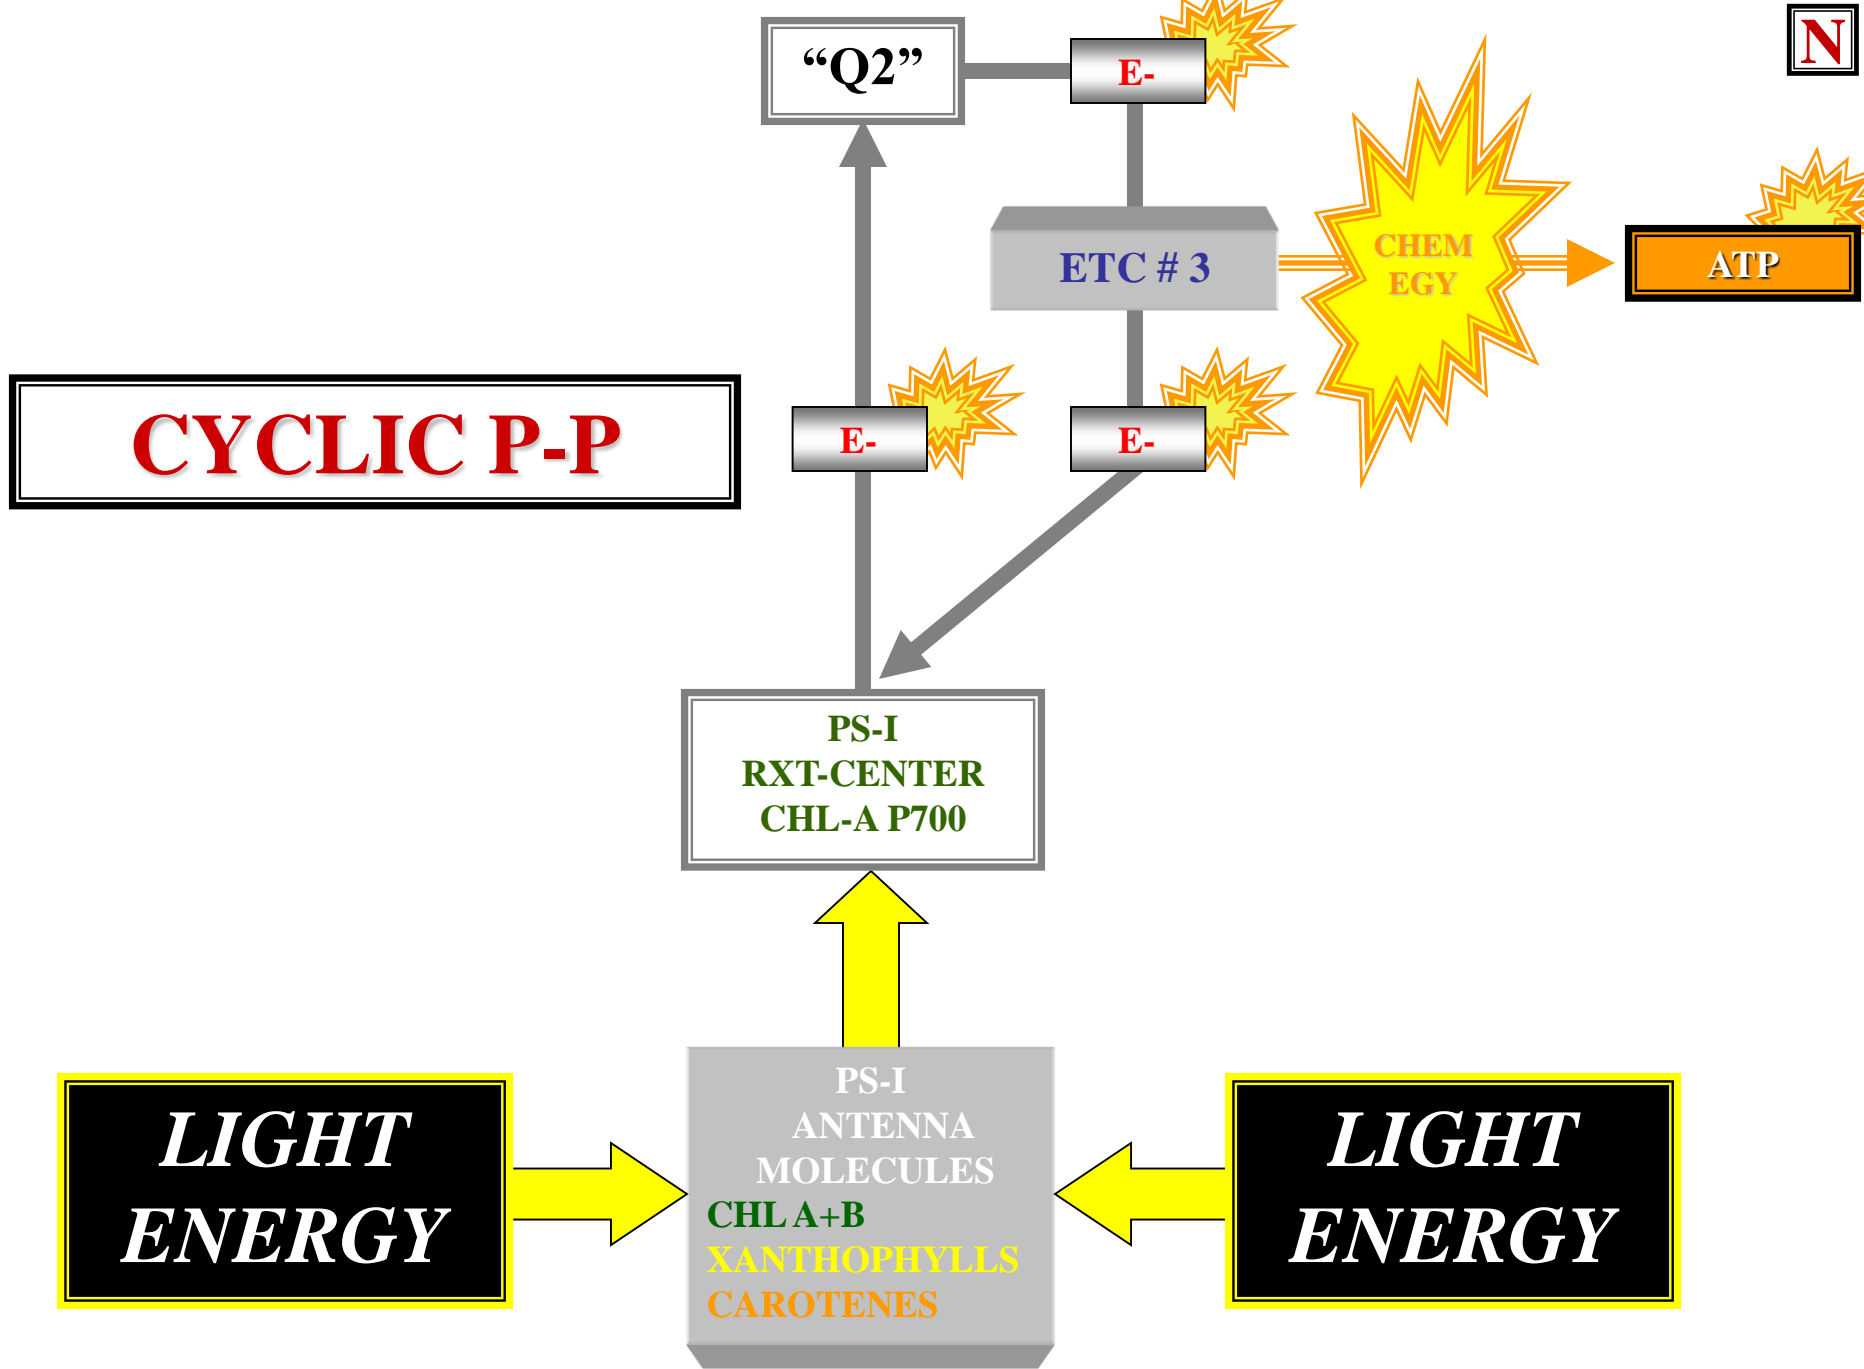 “Q2”
E-
N
ETC # 3
CHEM
EGY
ATP
CYCLIC P-P
E-
E-
PS-I
RXT-CENTER
CHL-A P700
LIGHT
ENERGY
PS-I
ANTENNA
MOLECULES
CHL A+B
XANTHOPHYLLS
CAROTENES
LIGHT
ENERGY